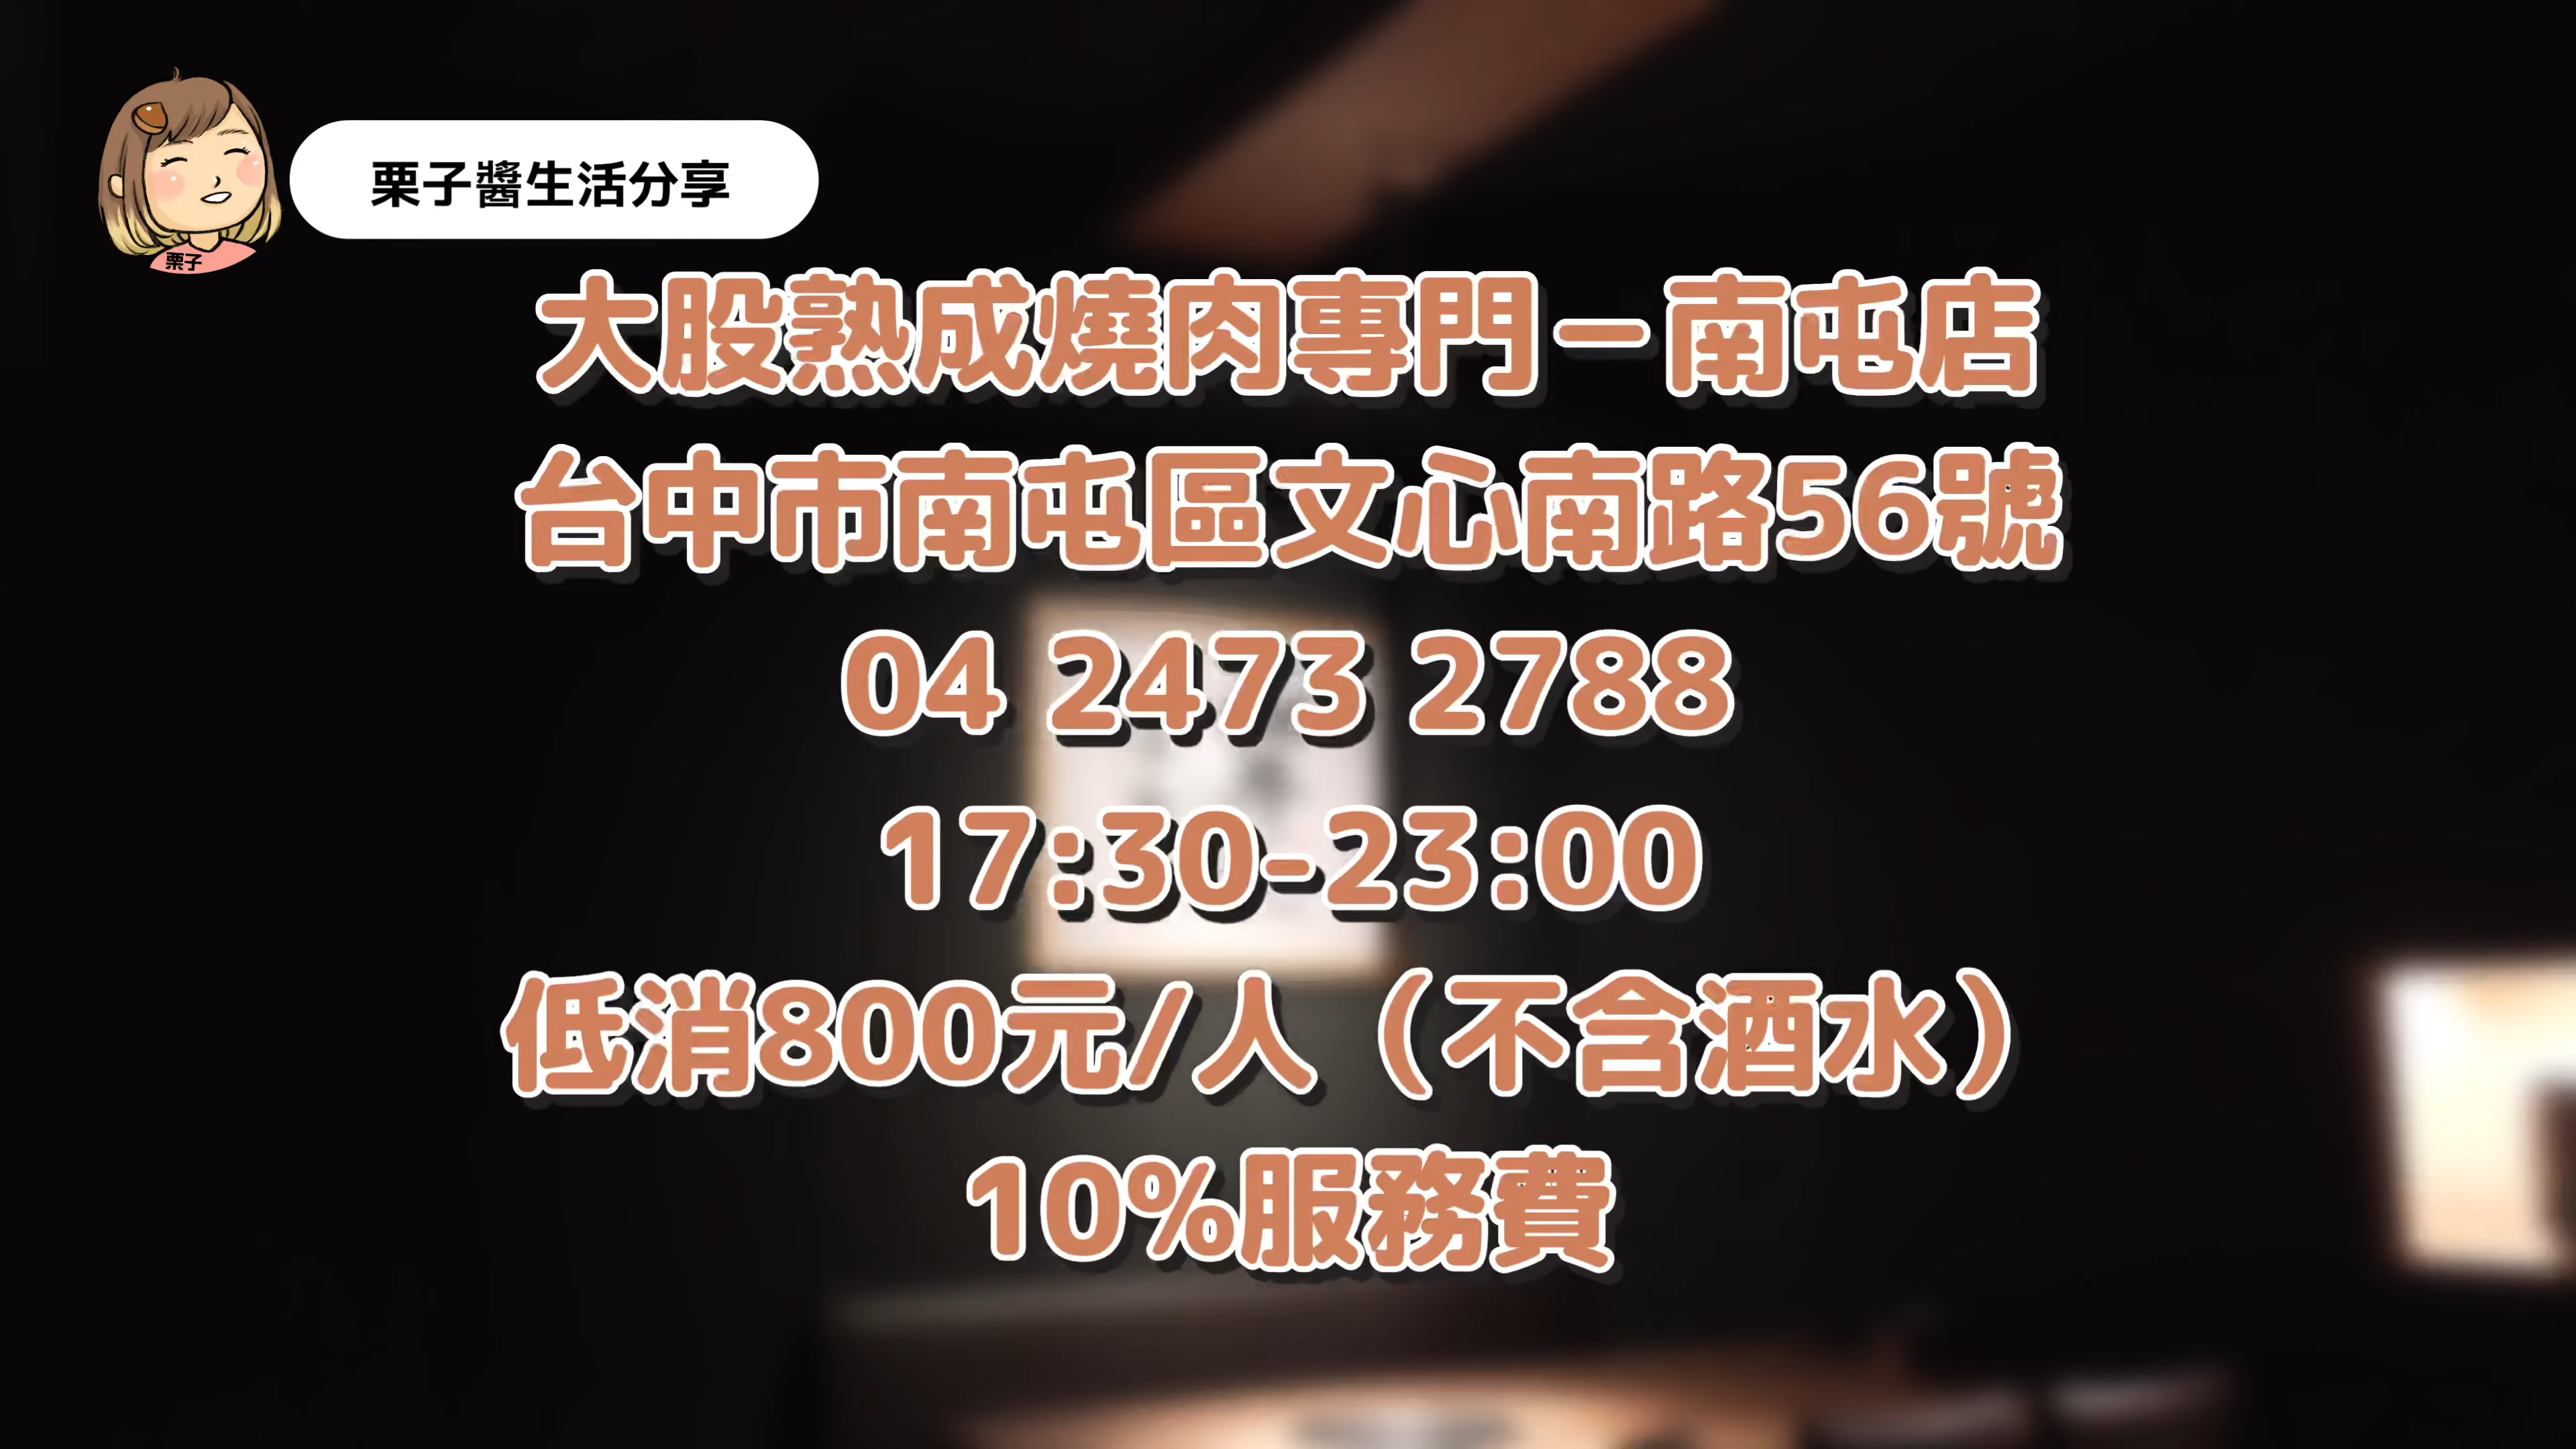 栗子醬生活分享
栗子
大股熟成燒肉專門－南屯店
台中市南屯區文心南路56號
04 2473 2788
17:30-23:00
低消800元/人（不含酒水）
10%服務費